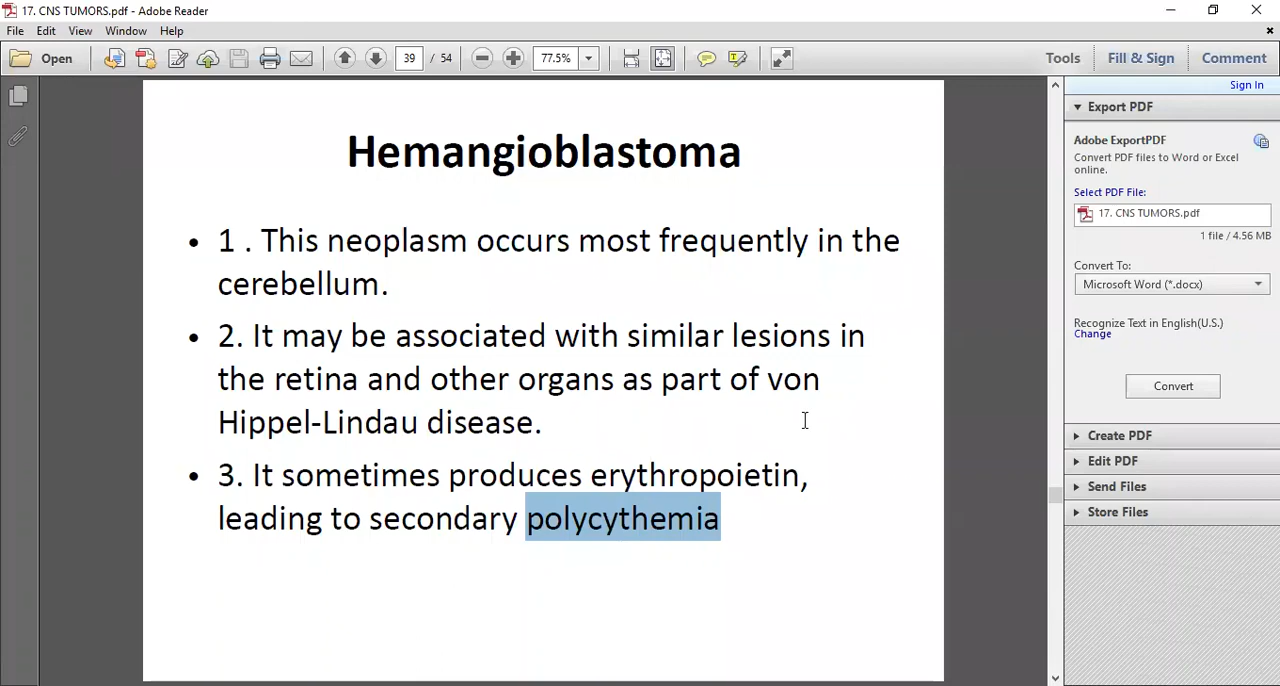 17. CNS TUMORS.pdf - Adobe Reader
File Edit View Window Help
Open 39 / 54 77.5% Tools Fill & Sign Comment
Sign In
Export PDF
Adobe ExportPDF
Convert PDF files to Word or Excel
online.
Select PDF File:
17. CNS TUMORS.pdf
1 file / 4.56 MB
Convert To:
Microsoft Word (*.docx)
Recognize Text in English(U.S.)
Change
Convert
Create PDF
Edit PDF
Send Files
Store Files
Hemangioblastoma
• 1 . This neoplasm occurs most frequently in the
cerebellum.
• 2. It may be associated with similar lesions in
the retina and other organs as part of von
Hippel-Lindau disease.
• 3. It sometimes produces erythropoietin,
leading to secondary polycythemia